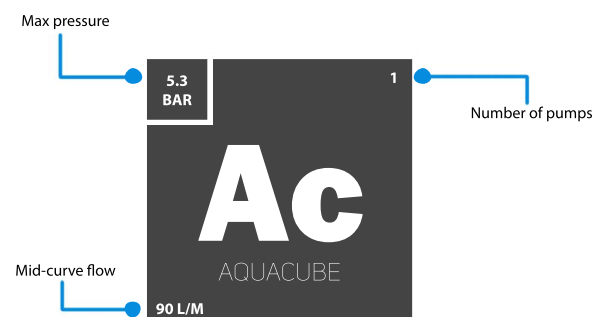 Max pressure
5.3
BAR
1
Number of pumps
Ac
AQUACUBE
Mid-curve flow
90 L/M